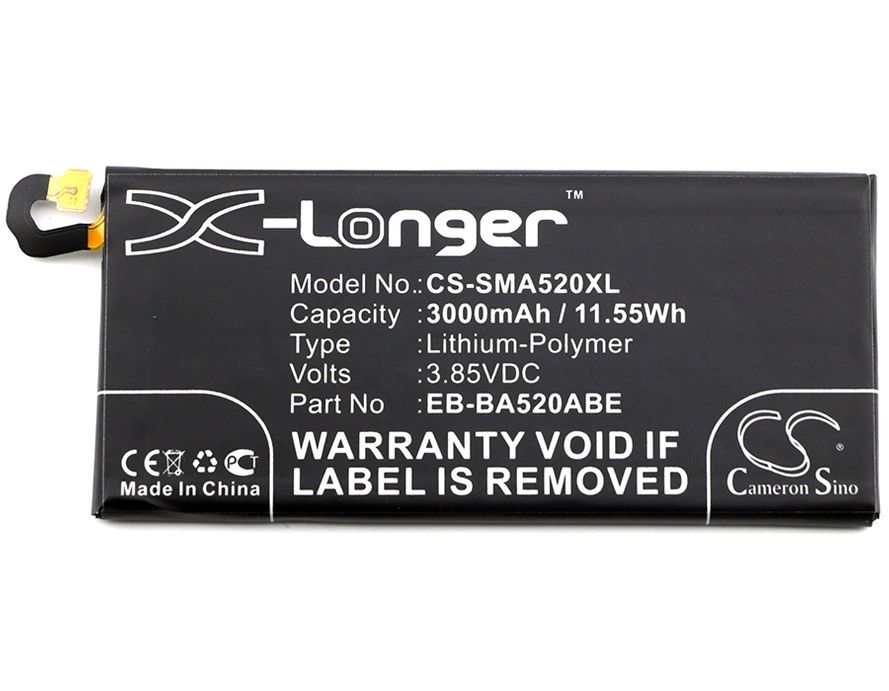 X-Longer™
Model No.: CS-SMA520XL
Capacity : 3000mAh / 11.55Wh
Type : Lithium-Polymer
Volts : 3.85VDC
Part No : EB-BA520ABE
WARRANTY VOID IF
LABEL IS REMOVED
CE PCT
Made In China
CS ®
Cameron Sino